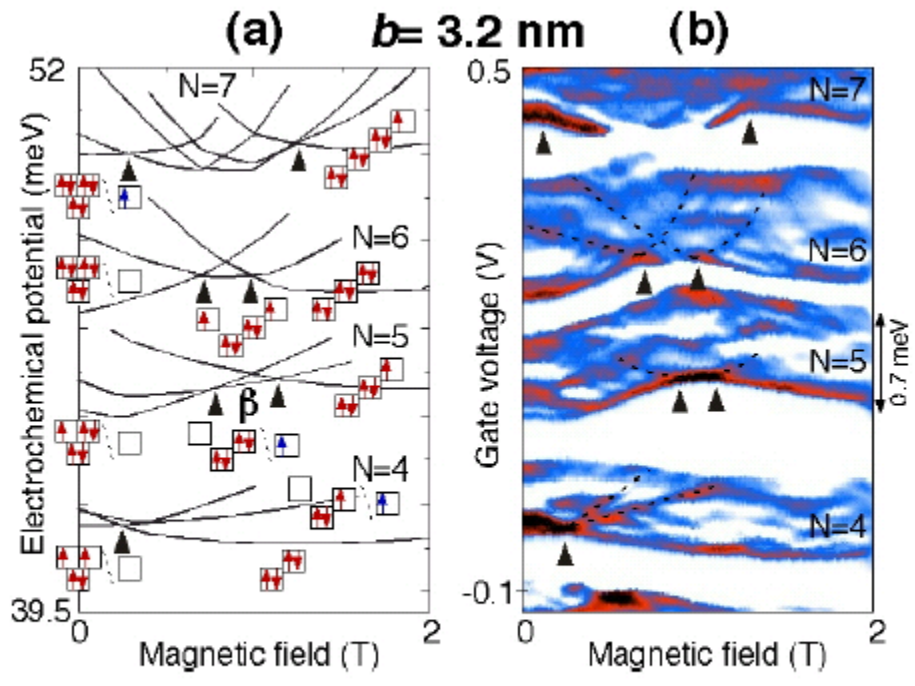 (a) b= 3.2 nm (b)
52
N=7
N=6
N=5
β
N=4
39.5
0
2
Magnetic field (T)
Electrochemical potential (meV)
0.5
N=7
N=6
N=5
N=4
-0.1
0
2
Magnetic field (T)
Gate voltage (V)
0.7 meV